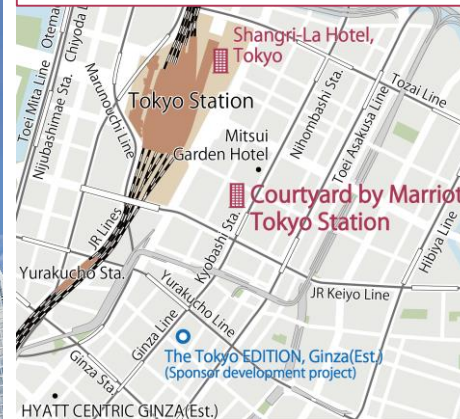 Shangri-La Hotel,
Tokyo
Otema
Chiyoda L
Toei Mita Line
Nijubashimae Sta.
Marunouchi Line
Tokyo Station
Tozai Line
Nihombashi Sta.
Toei Asakusa Line
Mitsui
Garden Hotel
Courtyard by Marriot
Tokyo Station
Hibiya Line
JR Lines
Kyobashi Sta.
Yurakucho Sta.
Yurakucho Line
JR Keiyo Line
Ginza Line
The Tokyo EDITION, Ginza(Est.)
(Sponsor development project)
Ginza Sta.
HYATT CENTRIC GINZA(Est.)